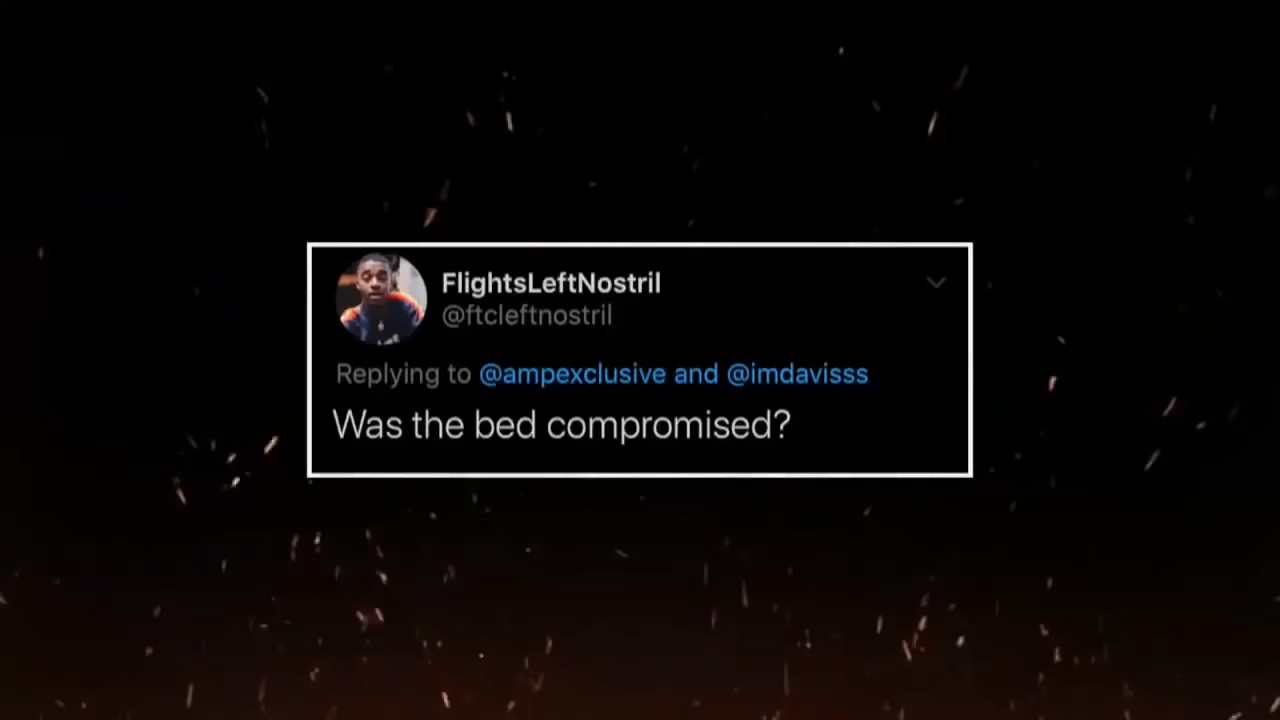 FlightsLeftNostril
@ftcleftnostril
Replying to @ampexclusive and @imdavisss
Was the bed compromised?